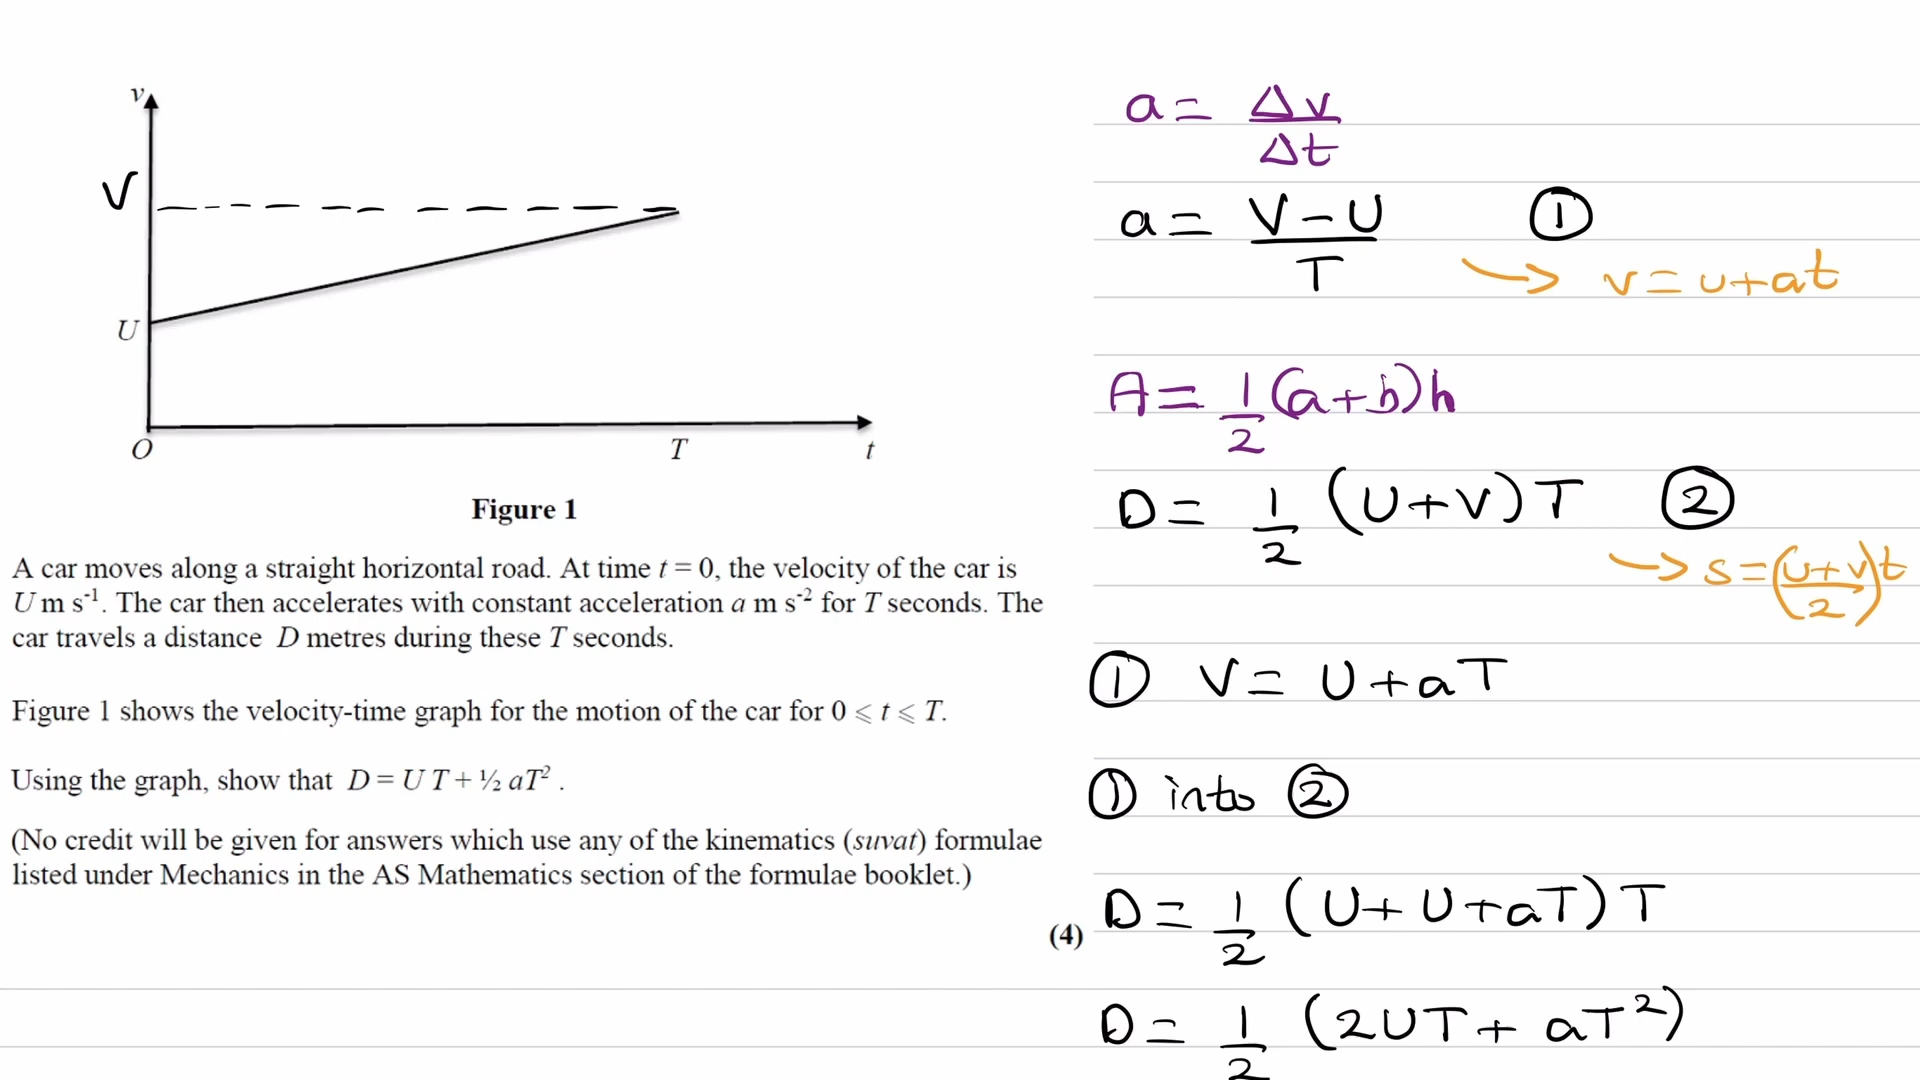 v
V
U
O
T
t
Figure 1
A car moves along a straight horizontal road. At time t = 0, the velocity of the car is
U m s⁻¹. The car then accelerates with constant acceleration a m s⁻² for T seconds. The
car travels a distance D metres during these T seconds.
Figure 1 shows the velocity-time graph for the motion of the car for 0 ⩽ t ⩽ T.
Using the graph, show that D = U T + ½ aT² .
(No credit will be given for answers which use any of the kinematics (suvat) formulae
listed under Mechanics in the AS Mathematics section of the formulae booklet.)
(4)
a = Δv/Δt
a = (V – U)/T ①
→ v = u + at
A = 1/2 (a+b)h
D = 1/2 (U+V)T ②
→ s = ((u+v)/2)t
① V = U + aT
① into ②
D = 1/2 (U + U + aT) T
D = 1/2 (2UT + aT²)